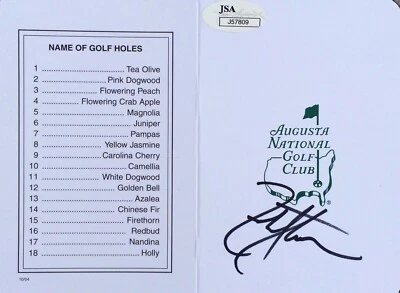 NAME OF GOLF HOLES
1 Tea Olive
2 Pink Dogwood
3 Flowering Peach
4 Flowering Crab Apple
5 Magnolia
6 Juniper
7 Pampas
8 Yellow Jasmine
9 Carolina Cherry
10 Camellia
11 White Dogwood
12 Golden Bell
13 Azalea
14 Chinese Fir
15 Firethorn
16 Redbud
17 Nandina
18 Holly
JSA
J57809
AUGUSTA
NATIONAL
GOLF
CLUB
®